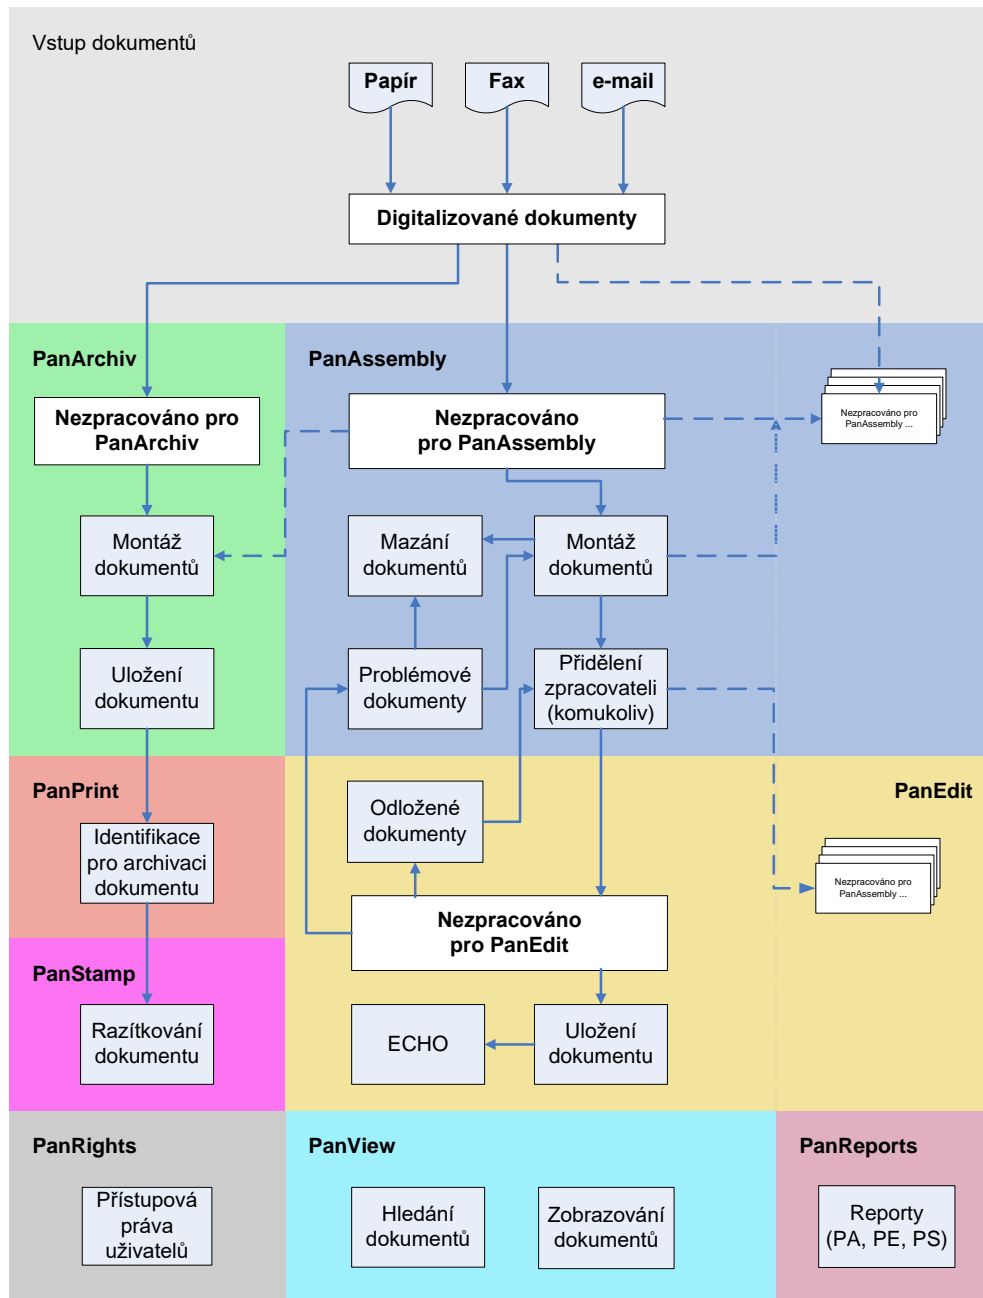 Vstup dokumentů
Papír
Fax
e-mail
Digitalizované dokumenty
PanArchiv
PanAssembly
Nezpracováno pro
PanArchiv
Nezpracováno
pro PanAssembly
Nezpracováno pro
PanAssembly ...
Montáž
dokumentů
Mazání
dokumentů
Montáž
dokumentů
Uložení
dokumentu
Problémové
dokumenty
Přidělení
zpracovateli
(komukoliv)
PanPrint
PanEdit
Odložené
dokumenty
Identifikace
pro archivaci
dokumentu
Nezpracováno pro
PanAssembly ...
Nezpracováno
pro PanEdit
PanStamp
Razítkování
dokumentu
ECHO
Uložení
dokumentu
PanRights
PanView
PanReports
Přístupová
práva
uživatelů
Hledání
dokumentů
Zobrazování
dokumentů
Reporty
(PA, PE, PS)